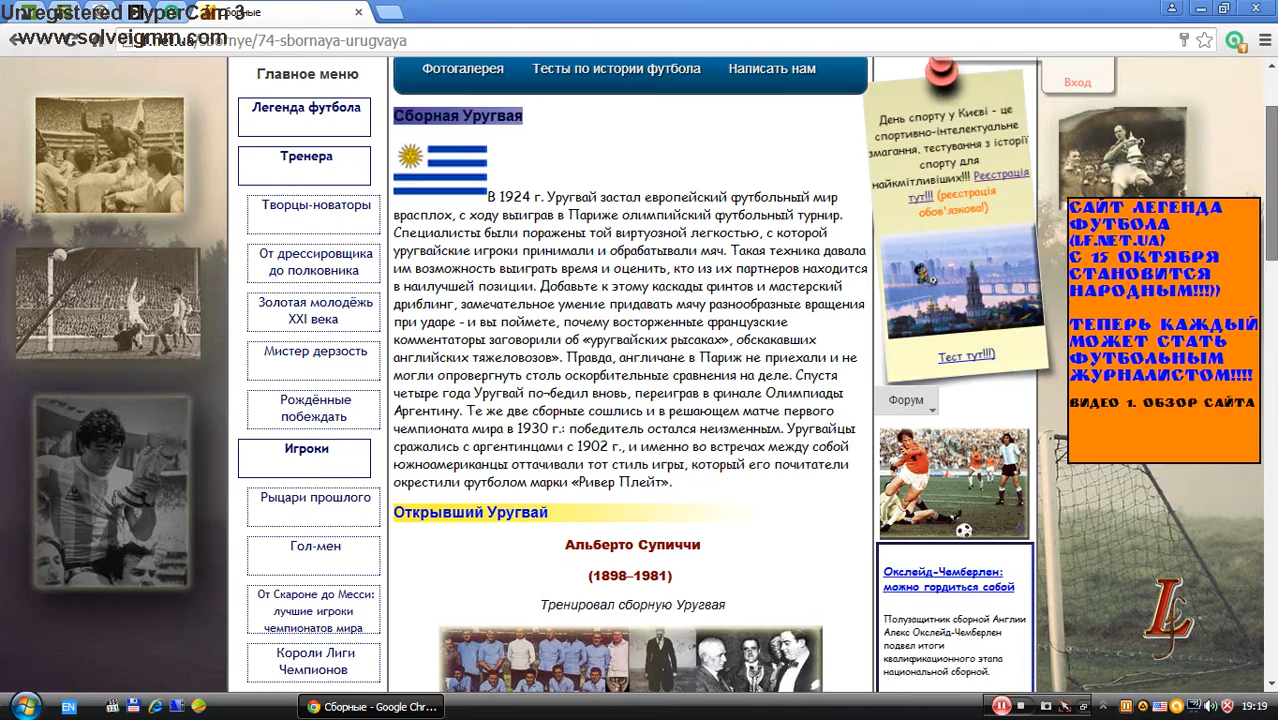 Unregistered HyperCam 3
www.solveigmm.com
Сборные
lf.net.ua/sbornye/74-sbornaya-urugvaya
Главное меню
Легенда футбола
Тренера
Творцы-новаторы
От дрессировщика
до полковника
Золотая молодёжь
XXI века
Мистер дерзость
Рождённые
побеждать
Игроки
Рыцари прошлого
Гол-мен
От Скароне до Месси:
лучшие игроки
чемпионатов мира
Короли Лиги
Чемпионов
Фотогалерея Тесты по истории футбола Написать нам
Сборная Уругвая
В 1924 г. Уругвай застал европейский футбольный мир
врасплох, с ходу выиграв в Париже олимпийский футбольный турнир.
Специалисты были поражены той виртуозной легкостью, с которой
уругвайские игроки принимали и обрабатывали мяч. Такая техника давала
им возможность выиграть время и оценить, кто из их партнеров находится
в наилучшей позиции. Добавьте к этому каскады финтов и мастерский
дриблинг, замечательное умение придавать мячу разнообразные вращения
при ударе - и вы поймете, почему восторженные французские
комментаторы заговорили об «уругвайских рысаках», обскакавших
английских тяжеловозов». Правда, англичане в Париж не приехали и не
могли опровергнуть столь оскорбительные сравнения на деле. Спустя
четыре года Уругвай по¬бедил вновь, переиграв в финале Олимпиады
Аргентину. Те же две сборные сошлись и в решающем матче первого
чемпионата мира в 1930 г.: победитель остался неизменным. Уругвайцы
сражались с аргентинцами с 1902 г., и именно во встречах между собой
южноамериканцы оттачивали тот стиль игры, который его почитатели
окрестили футболом марки «Ривер Плейт».
Открывший Уругвай
Альберто Супиччи
(1898–1981)
Тренировал сборную Уругвая
День спорту у Києві - це
спортивно-інтелектуальне
змагання, тестування з історії
спорту для
найкмітливіших!!! Реєстрація
тут!!! (реєстрація
обов'язкова!)
Тест тут!!!)
Форум
Окслейд-Чемберлен:
можно гордиться собой
Полузащитник сборной Англии
Алекс Окслейд-Чемберлен
подвел итоги
квалификационного этапа
национальной сборной.
Вход
САЙТ ЛЕГЕНДА
ФУТБОЛА
(LF.NET.UA)
С 15 ОКТЯБРЯ
СТАНОВИТСЯ
НАРОДНЫМ!!!))
ТЕПЕРЬ КАЖДЫЙ
МОЖЕТ СТАТЬ
ФУТБОЛЬНЫМ
ЖУРНАЛИСТОМ!!!!
ВИДЕО 1. ОБЗОР САЙТА
EN
Сборные - Google Chr...
19:19